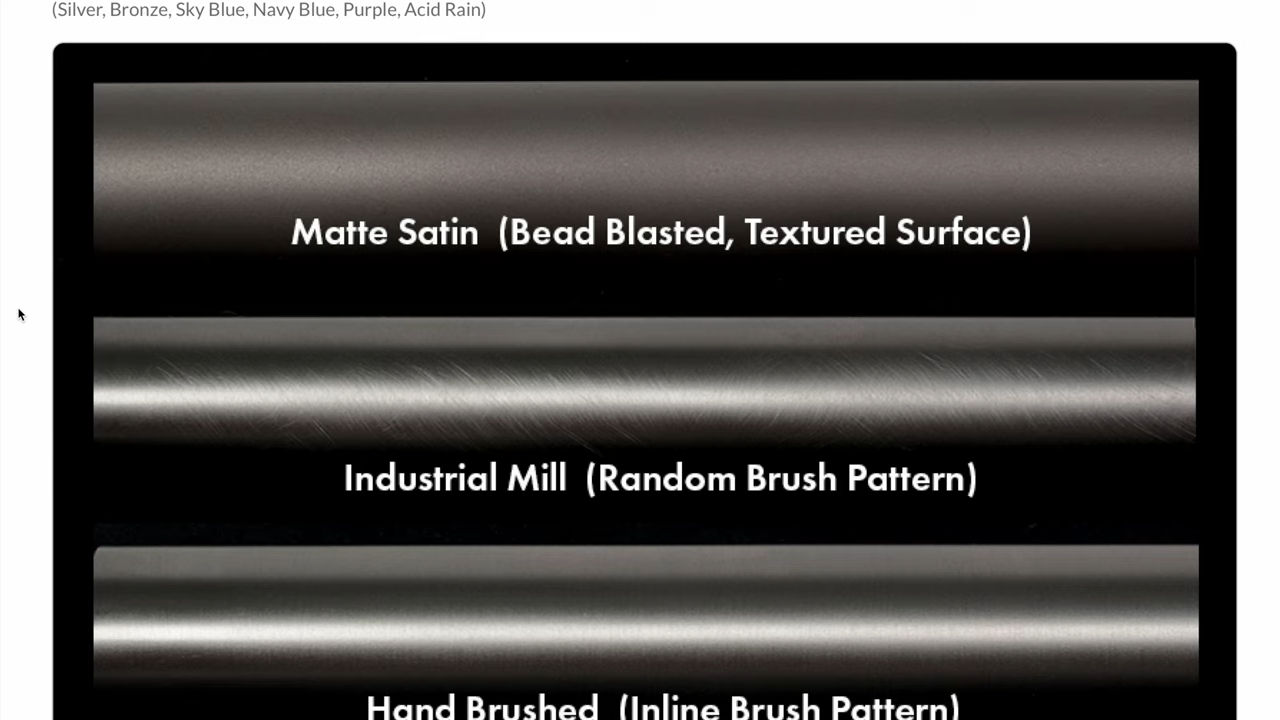 (Silver, Bronze, Sky Blue, Navy Blue, Purple, Acid Rain)
Matte Satin (Bead Blasted, Textured Surface)
Industrial Mill (Random Brush Pattern)
Hand Brushed (Inline Brush Pattern)